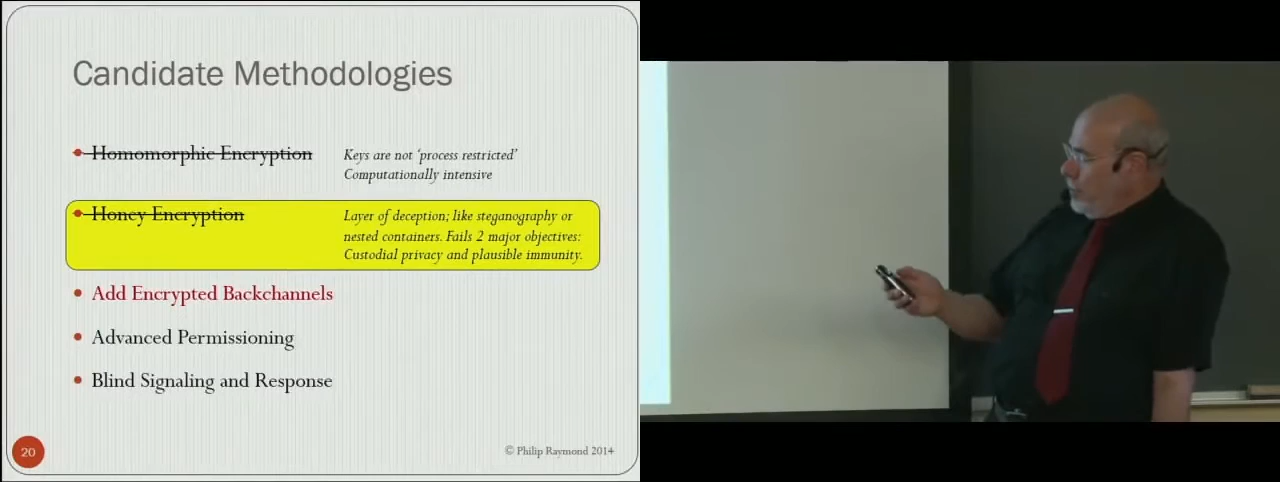 Candidate Methodologies
Homomorphic Encryption
Keys are not 'process restricted'
Computationally intensive
Honey Encryption
Layer of deception; like steganography or
nested containers. Fails 2 major objectives:
Custodial privacy and plausible immunity.
Add Encrypted Backchannels
Advanced Permissioning
Blind Signaling and Response
20
© Philip Raymond 2014